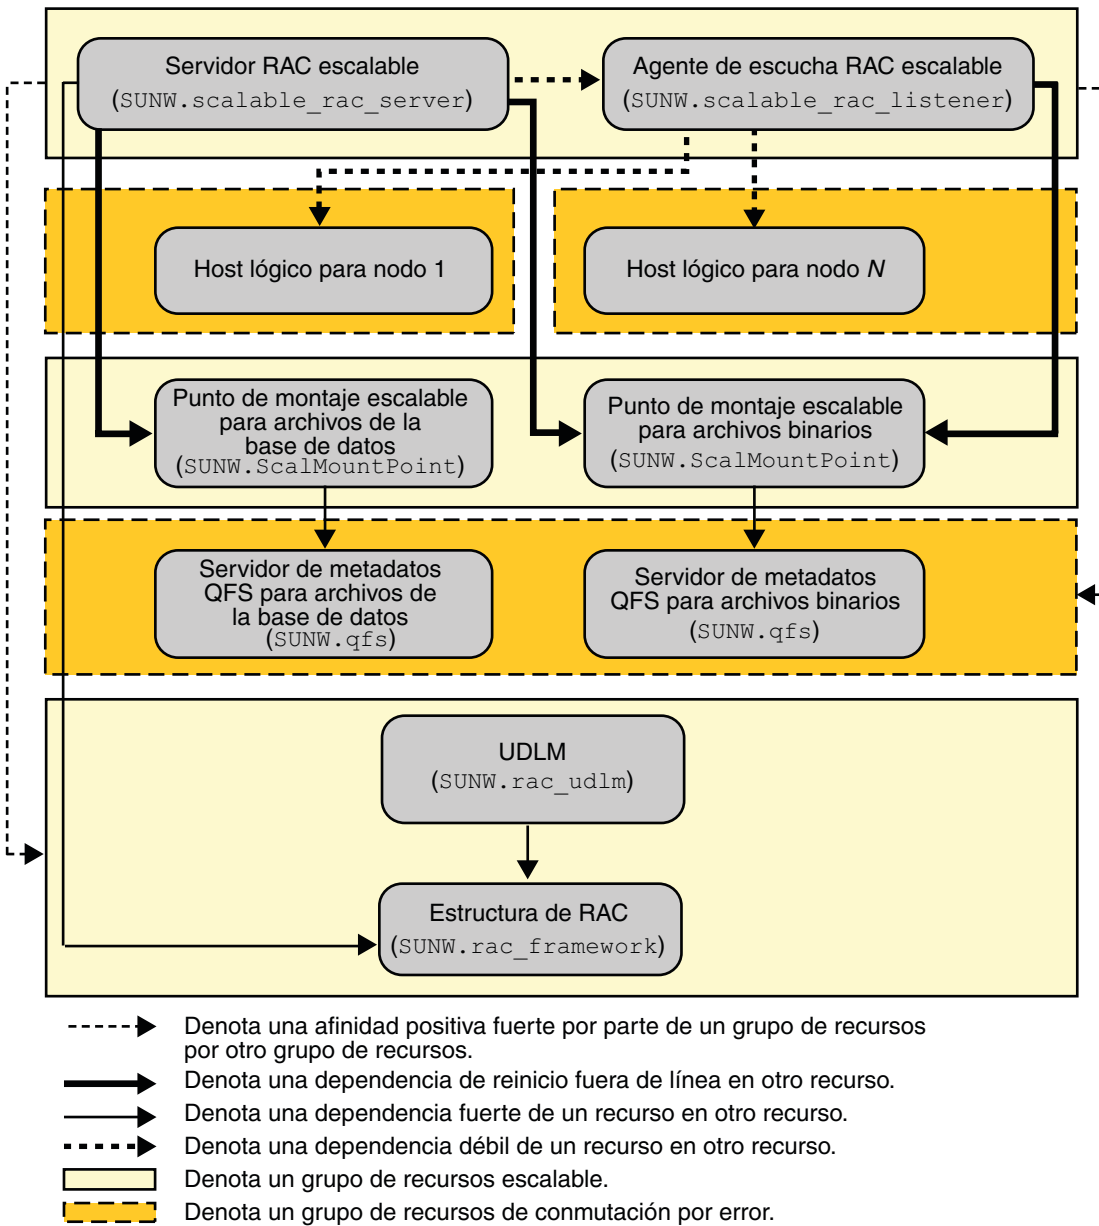 Servidor RAC escalable
(SUNW.scalable_rac_server)
Agente de escucha RAC escalable
(SUNW.scalable_rac_listener)
Host lógico para nodo 1
Host lógico para nodo N
Punto de montaje escalable
para archivos de la
base de datos
(SUNW.ScalMountPoint)
Punto de montaje escalable
para archivos binarios
(SUNW.ScalMountPoint)
Servidor de metadatos
QFS para archivos de
la base de datos
(SUNW.qfs)
Servidor de metadatos
QFS para archivos binarios
(SUNW.qfs)
UDLM
(SUNW.rac_udlm)
Estructura de RAC
(SUNW.rac_framework)
Denota una afinidad positiva fuerte por parte de un grupo de recursos
por otro grupo de recursos.
Denota una dependencia de reinicio fuera de línea en otro recurso.
Denota una dependencia fuerte de un recurso en otro recurso.
Denota una dependencia débil de un recurso en otro recurso.
Denota un grupo de recursos escalable.
Denota un grupo de recursos de conmutación por error.